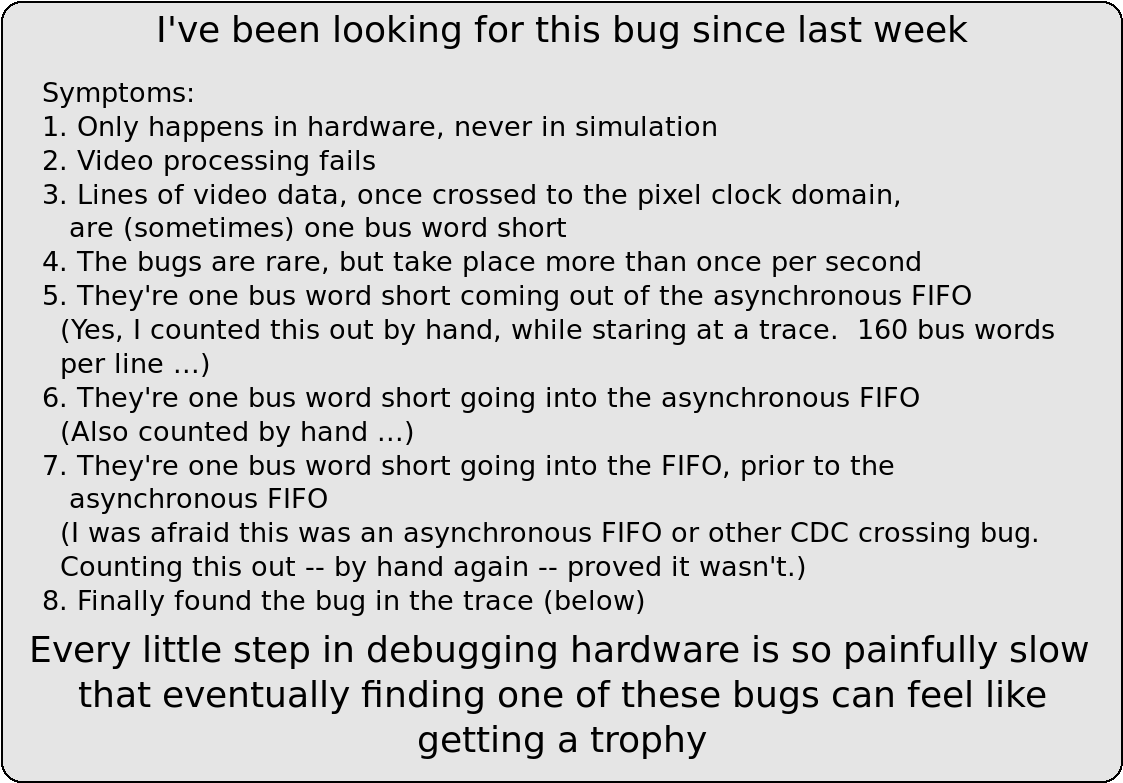 I've been looking for this bug since last week
Symptoms:
1. Only happens in hardware, never in simulation
2. Video processing fails
3. Lines of video data, once crossed to the pixel clock domain,
are (sometimes) one bus word short
4. The bugs are rare, but take place more than once per second
5. They're one bus word short coming out of the asynchronous FIFO
(Yes, I counted this out by hand, while staring at a trace.  160 bus words
per line ...)
6. They're one bus word short going into the asynchronous FIFO
(Also counted by hand ...)
7. They're one bus word short going into the FIFO, prior to the
asynchronous FIFO
(I was afraid this was an asynchronous FIFO or other CDC crossing bug.
Counting this out -- by hand again -- proved it wasn't.)
8. Finally found the bug in the trace (below)
Every little step in debugging hardware is so painfully slow
that eventually finding one of these bugs can feel like
getting a trophy